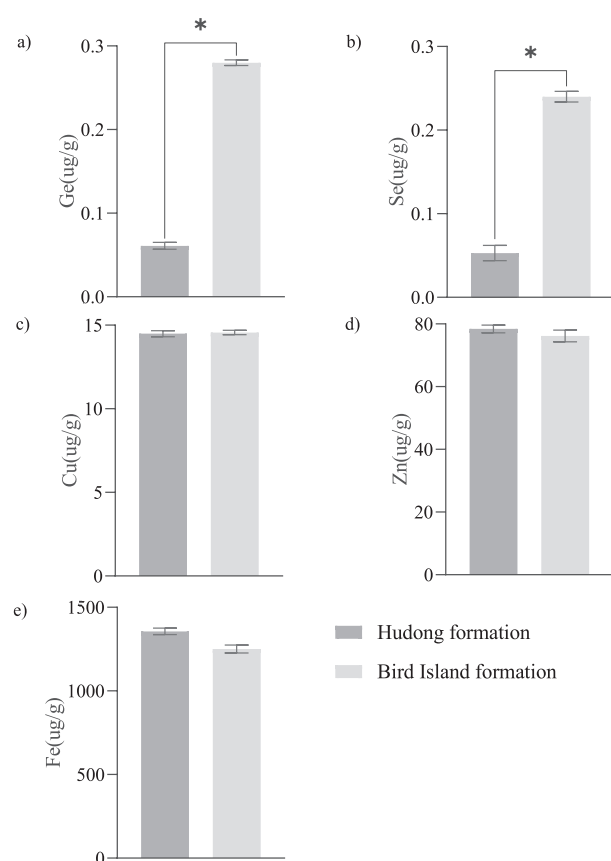 a)
*
0.3
0.2
0.1
0.0
Ge(ug/g)
b)
*
0.3
0.2
0.1
0.0
Se(ug/g)
c)
15
10
5
0
Cu(ug/g)
d)
80
60
40
20
0
Zn(ug/g)
e)
1500
1000
500
0
Fe(ug/g)
Hudong formation
Bird Island formation